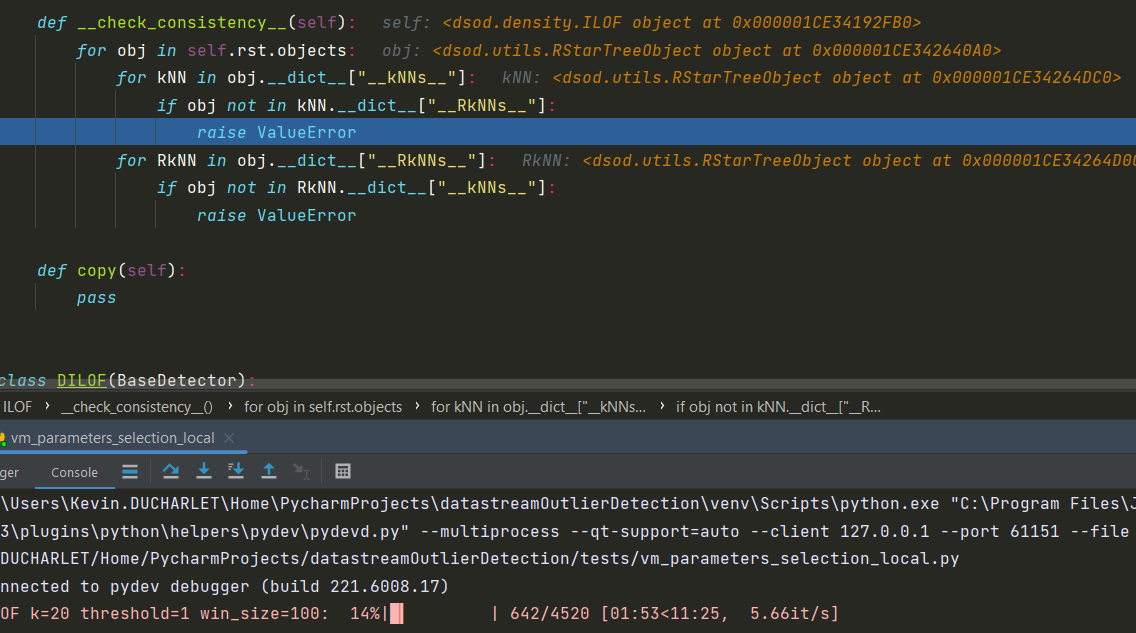 def __check_consistency__(self): self: <dsod.density.ILOF object at 0x000001CE34192FB0>
for obj in self.rst.objects: obj: <dsod.utils.RStarTreeObject object at 0x000001CE342640A0>
for kNN in obj.__dict__["__kNNs__"]: kNN: <dsod.utils.RStarTreeObject object at 0x000001CE34264DC0>
if obj not in kNN.__dict__["__RkNNs__"]:
raise ValueError
for RkNN in obj.__dict__["__RkNNs__"]: RkNN: <dsod.utils.RStarTreeObject object at 0x000001CE34264D0
if obj not in RkNN.__dict__["__kNNs__"]:
raise ValueError
def copy(self):
pass
class DILOF(BaseDetector):
ILOF › __check_consistency__() › for obj in self.rst.objects › for kNN in obj.__dict__["__kNNs... › if obj not in kNN.__dict__["__R...
vm_parameters_selection_local ×
ger Console
\Users\Kevin.DUCHARLET\Home\PycharmProjects\datastreamOutlierDetection\venv\Scripts\python.exe "C:\Program Files\J
3\plugins\python\helpers\pydev\pydevd.py" --multiprocess --qt-support=auto --client 127.0.0.1 --port 61151 --file
DUCHARLET/Home/PycharmProjects/datastreamOutlierDetection/tests/vm_parameters_selection_local.py
nnected to pydev debugger (build 221.6008.17)
OF k=20 threshold=1 win_size=100: 14%|█ | 642/4520 [01:53<11:25, 5.66it/s]